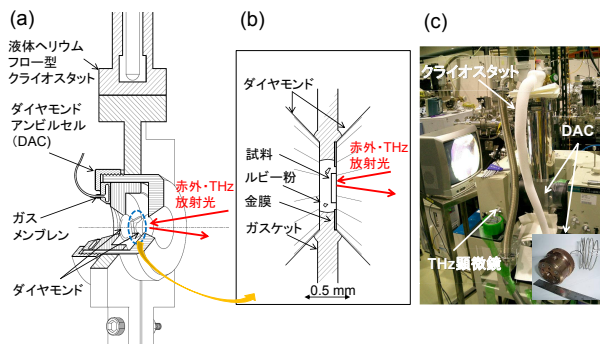 (a)
液体ヘリウム
フロー型
クライオスタット
ダイヤモンド
アンビルセル
(DAC)
ガス
メンブレン
ダイヤモンド
赤外・THz
放射光
(b)
ダイヤモンド
試料
ルビー粉
金膜
ガスケット
赤外・THz
放射光
0.5 mm
(c)
クライオスタット
DAC
THz顕微鏡